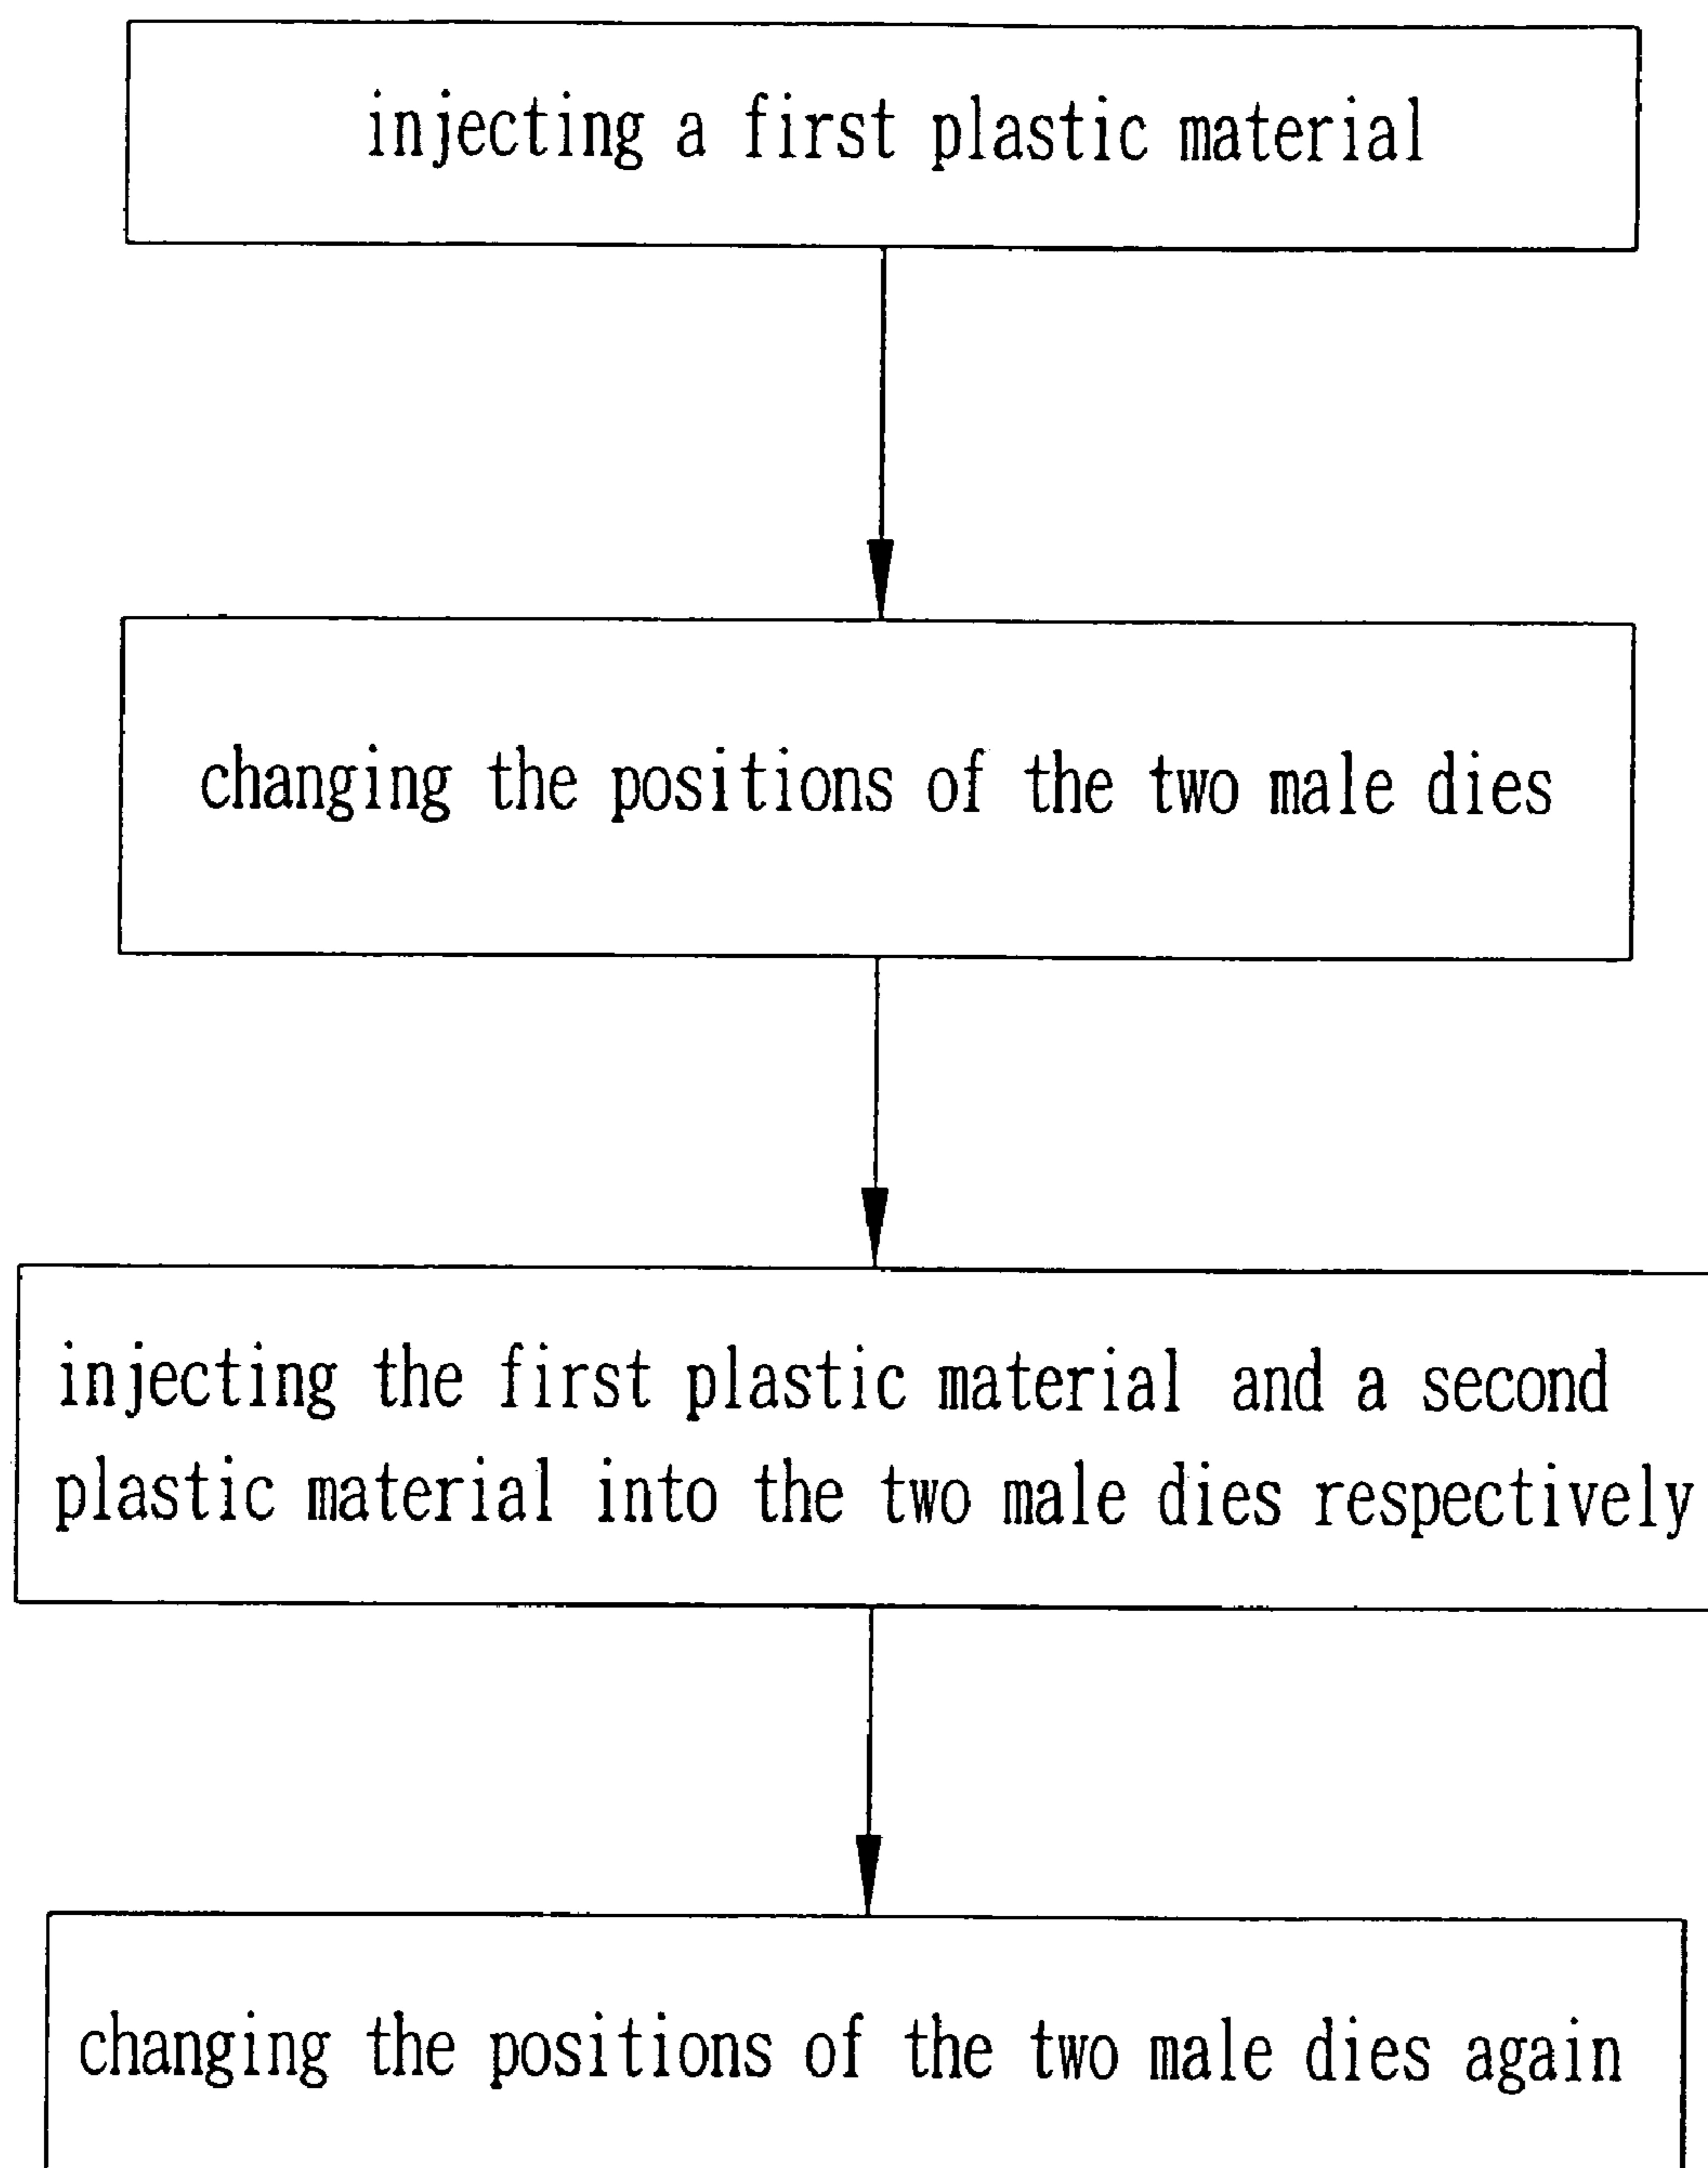 injecting a first plastic material
changing the positions of the two male dies
injecting the first plastic material and a second
plastic material into the two male dies respectively
changing the positions of the two male dies again